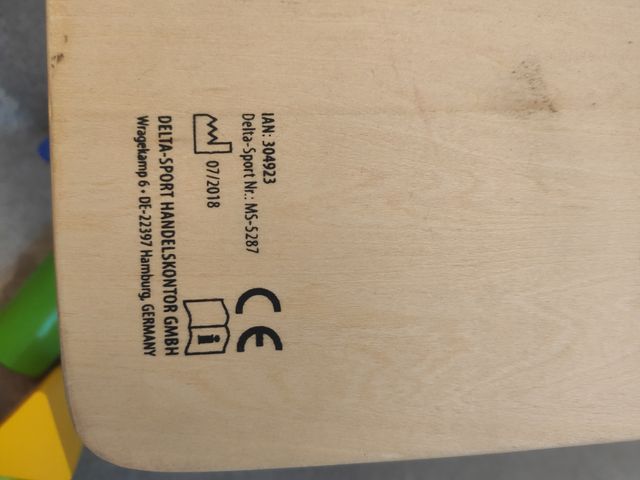 IAN: 304923
Delta-Sport Nr.: MS-5287
07/2018
CE
i
DELTA-SPORT HANDELSKONTOR GMBH
Wragekamp 6 • DE-22397 Hamburg, GERMANY